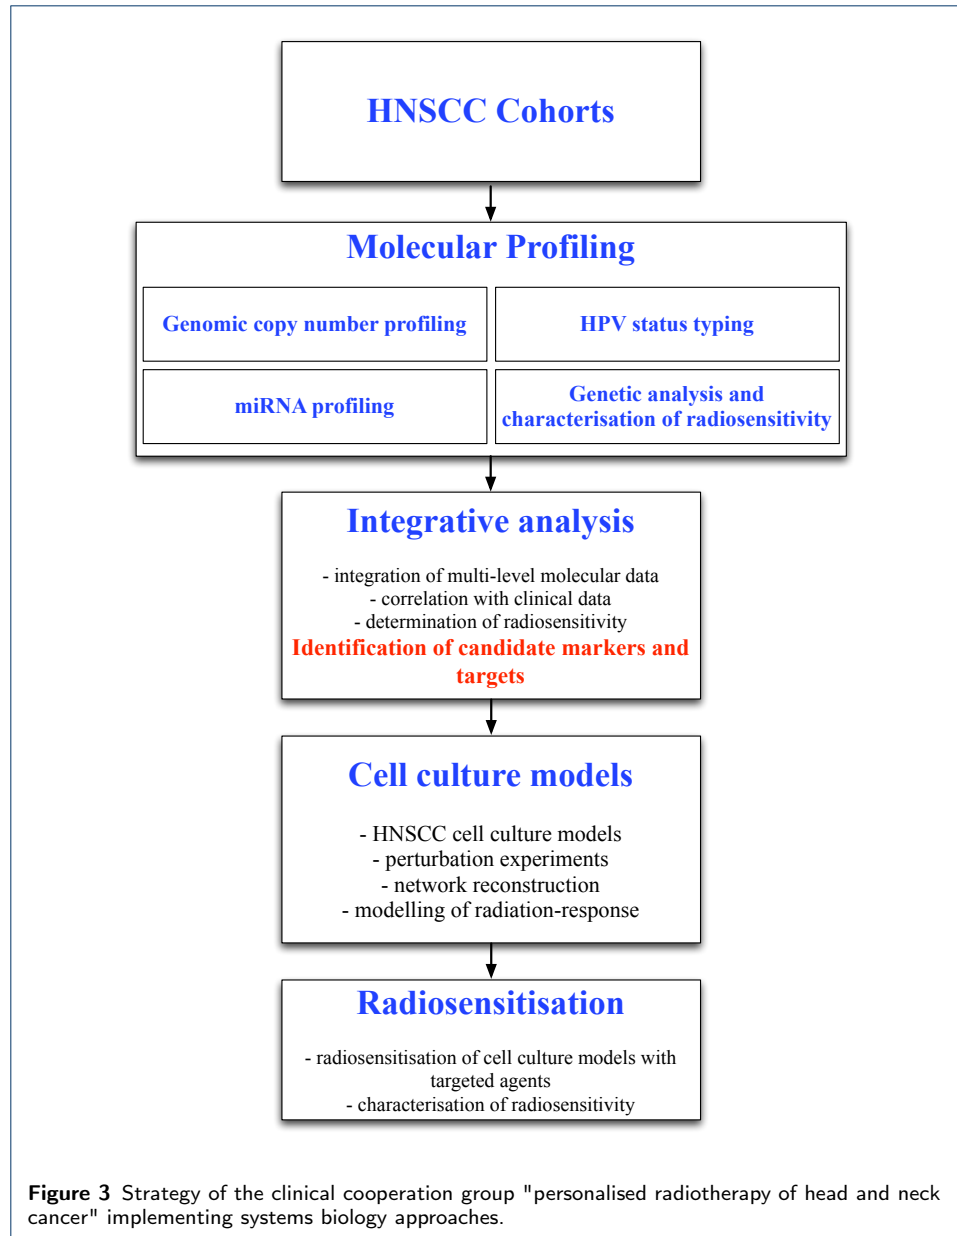 HNSCC Cohorts
Molecular Profiling
Genomic copy number profiling
HPV status typing
miRNA profiling
Genetic analysis and
characterisation of radiosensitivity
Integrative analysis
- integration of multi-level molecular data
- correlation with clinical data
- determination of radiosensitivity
Identification of candidate markers and
targets
Cell culture models
- HNSCC cell culture models
- perturbation experiments
- network reconstruction
- modelling of radiation-response
Radiosensitisation
- radiosensitisation of cell culture models with
targeted agents
- characterisation of radiosensitivity
Figure 3 Strategy of the clinical cooperation group "personalised radiotherapy of head and neck
cancer" implementing systems biology approaches.